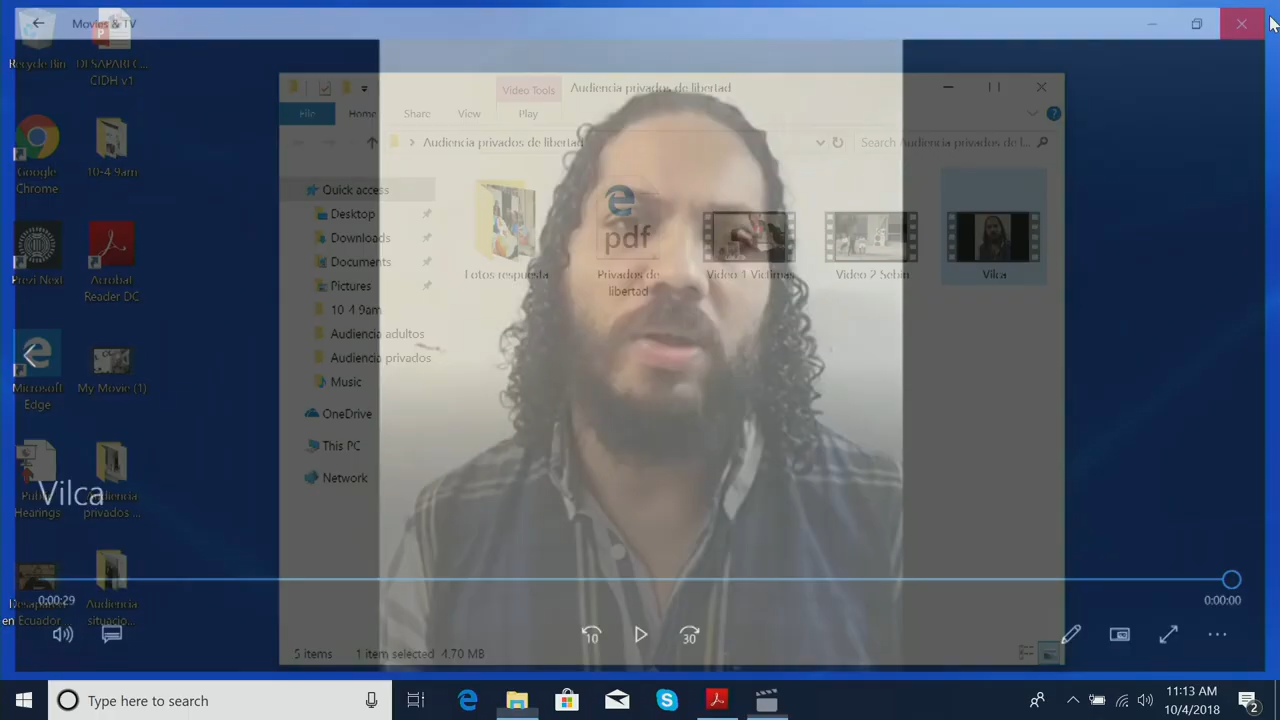 Movies & TV
Recycle Bin
DESAPAREC...
CIDH v1
Google
Chrome
10-4 9am
Prezi Next
Acrobat
Reader DC
Microsoft
Edge
My Movie (1)
Public
Hearings
Audiencia
privados ...
Desapare
en Ecuador
Audiencia
situacio...
Video Tools
Audiencia privados de libertad
File
Home
Share
View
Play
Audiencia privados de libertad
Search Audiencia privados de l...
Quick access
Desktop
Downloads
Documents
Pictures
10-4 9am
Audiencia adultos
Audiencia privados
Music
OneDrive
This PC
Network
Fotos respuesta
pdf
Privados de
libertad
Video 1 Victimas
Video 2 Sebin
Vilca
5 items
1 item selected 4.70 MB
Vilca
0:00:29
0:00:00
10
30
Type here to search
11:13 AM
10/4/2018
2